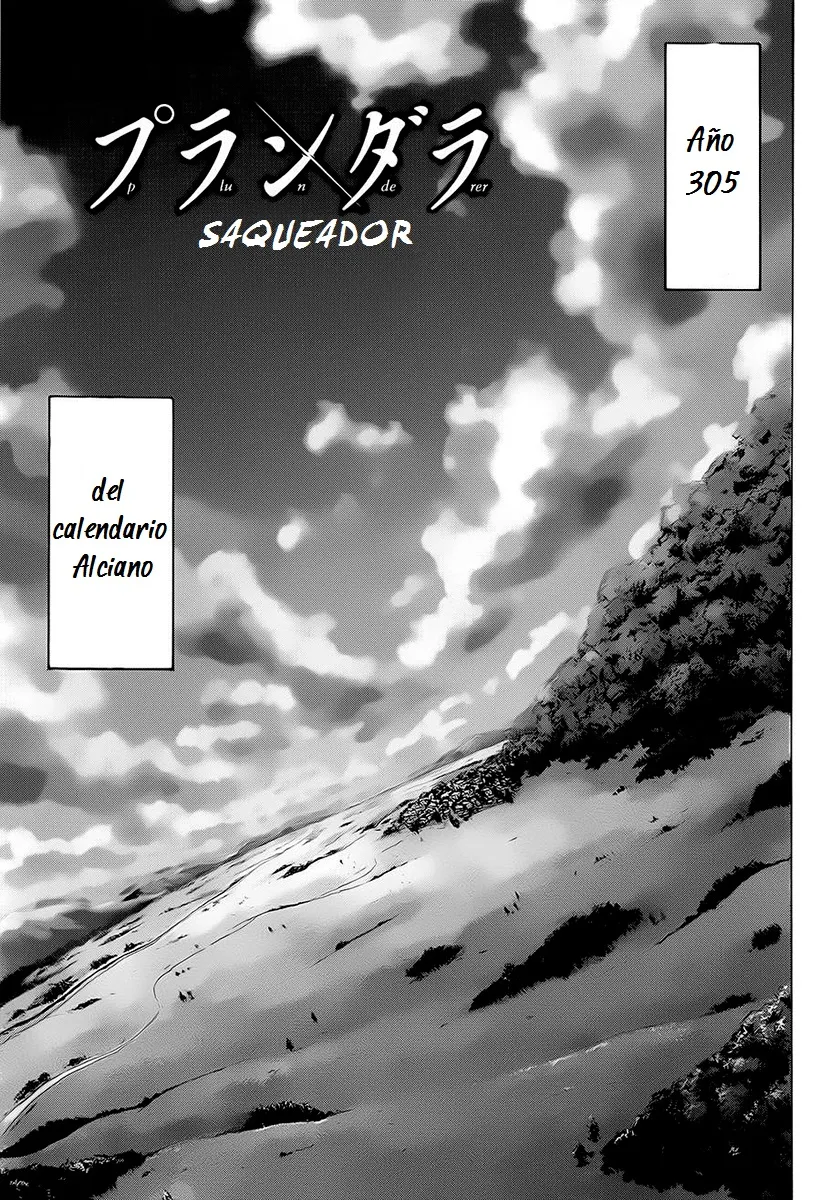 プランダラ
p lu n de rer
SAQUEADOR
Año
305
del
calendario
Alciano